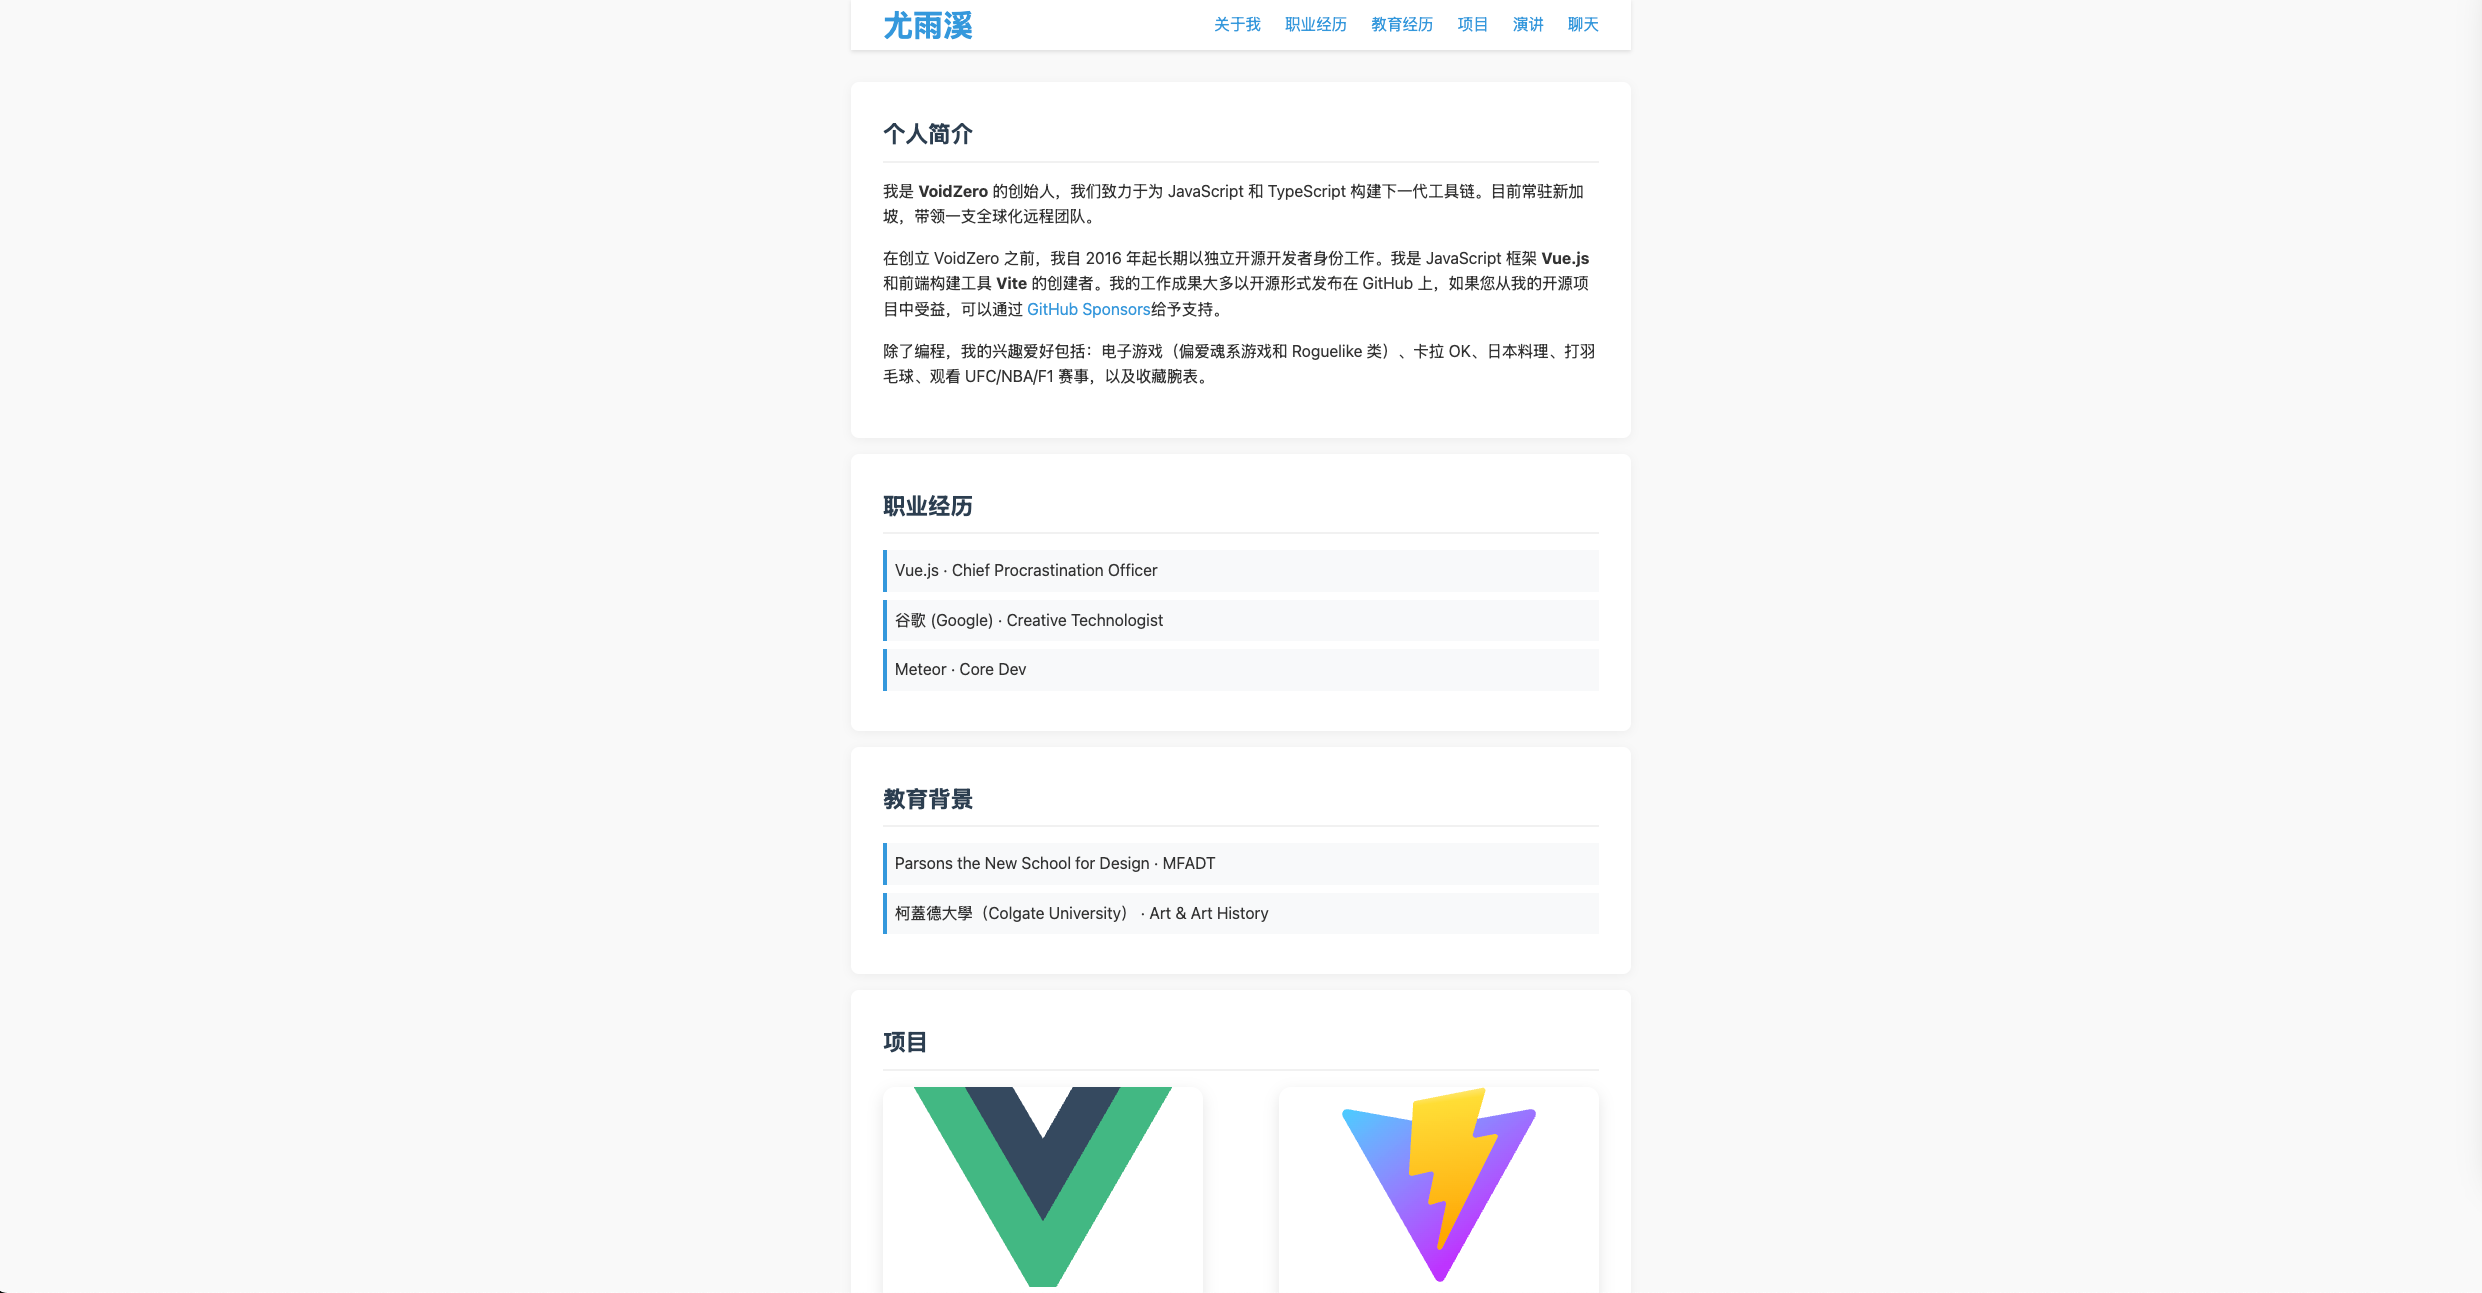 尤雨溪
关于我 职业经历 教育经历 项目 演讲 聊天
个人简介
我是 VoidZero 的创始人，我们致力于为 JavaScript 和 TypeScript 构建下一代工具链。目前常驻新加
坡，带领一支全球化远程团队。
在创立 VoidZero 之前，我自 2016 年起长期以独立开源开发者身份工作。我是 JavaScript 框架 Vue.js
和前端构建工具 Vite 的创建者。我的工作成果大多以开源形式发布在 GitHub 上，如果您从我的开源项
目中受益，可以通过 GitHub Sponsors给予支持。
除了编程，我的兴趣爱好包括：电子游戏（偏爱魂系游戏和 Roguelike 类）、卡拉 OK、日本料理、打羽
毛球、观看 UFC/NBA/F1 赛事，以及收藏腕表。
职业经历
Vue.js · Chief Procrastination Officer
谷歌 (Google) · Creative Technologist
Meteor · Core Dev
教育背景
Parsons the New School for Design · MFADT
柯蓋德大學（Colgate University） · Art & Art History
项目